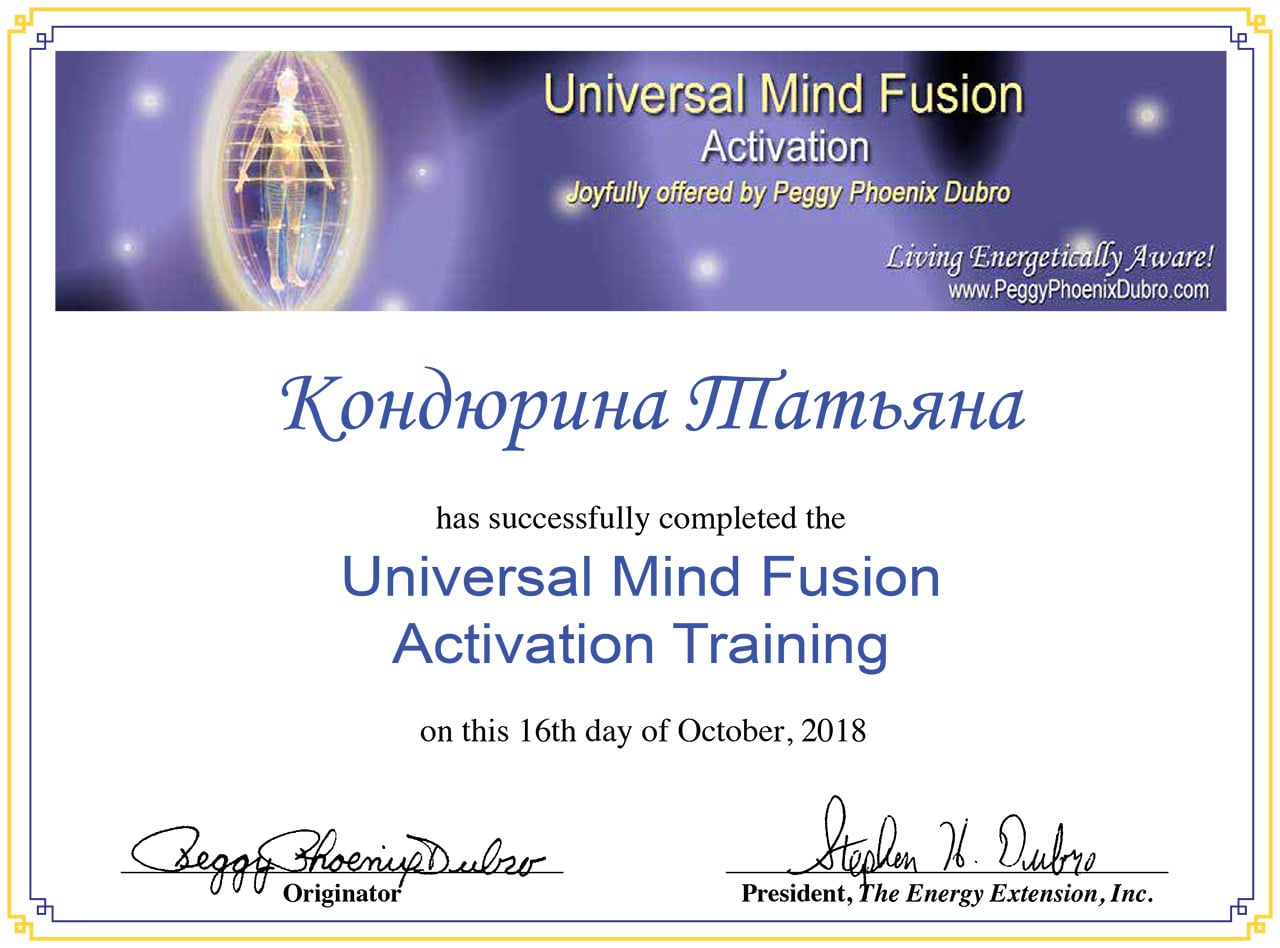 Universal Mind Fusion
Activation
Joyfully offered by Peggy Phoenix Dubro
Living Energetically Aware!
www.PeggyPhoenixDubro.com
Кондюрина Татьяна
has successfully completed the
Universal Mind Fusion
Activation Training
on this 16th day of October, 2018
Peggy Phoenix Dubro
Stephen H. Dubro
Originator
President, The Energy Extension, Inc.